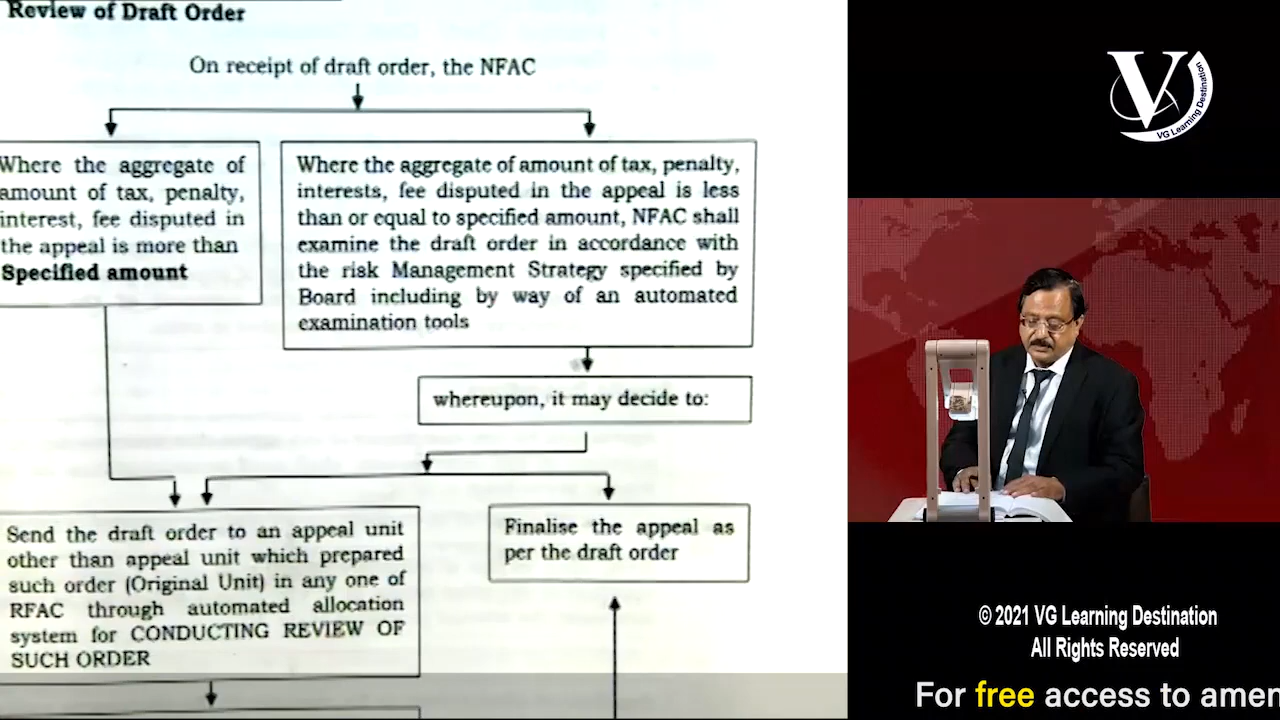 Review of Draft Order
On receipt of draft order, the NFAC
Where the aggregate of
amount of tax, penalty,
interest, fee disputed in
the appeal is more than
Specified amount
Where the aggregate of amount of tax, penalty,
interests, fee disputed in the appeal is less
than or equal to specified amount, NFAC shall
examine the draft order in accordance with
the risk Management Strategy specified by
Board including by way of an automated
examination tools
whereupon, it may decide to:
Send the draft order to an appeal unit
other than appeal unit which prepared
such order (Original Unit) in any one of
RFAC through automated allocation
system for CONDUCTING REVIEW OF
SUCH ORDER
Finalise the appeal as
per the draft order
V
VG Learning Destination
© 2021 VG Learning Destination
All Rights Reserved
For free access to amen